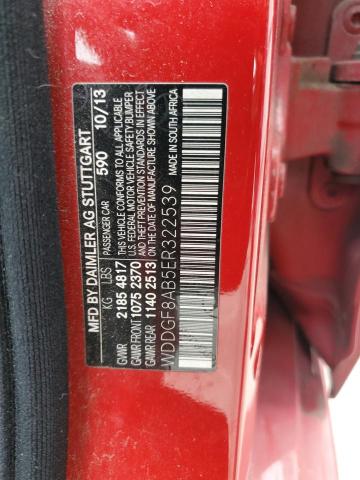 MFD BY DAIMLER AG STUTTGART
PASSENGER CAR 590 10/13
KG LBS THIS VEHICLE CONFORMS TO ALL APPLICABLE
GVWR 2185 4817 U.S. FEDERAL MOTOR VEHICLE SAFETY BUMPER
GAWR FRONT 1075 2370 AND THEFT PREVENTION STANDARDS IN EFFECT
GAWR REAR 1140 2513 ON THE DATE OF MANUFACTURE SHOWN ABOVE
WDDGF8AB5ER322539 MADE IN SOUTH AFRICA